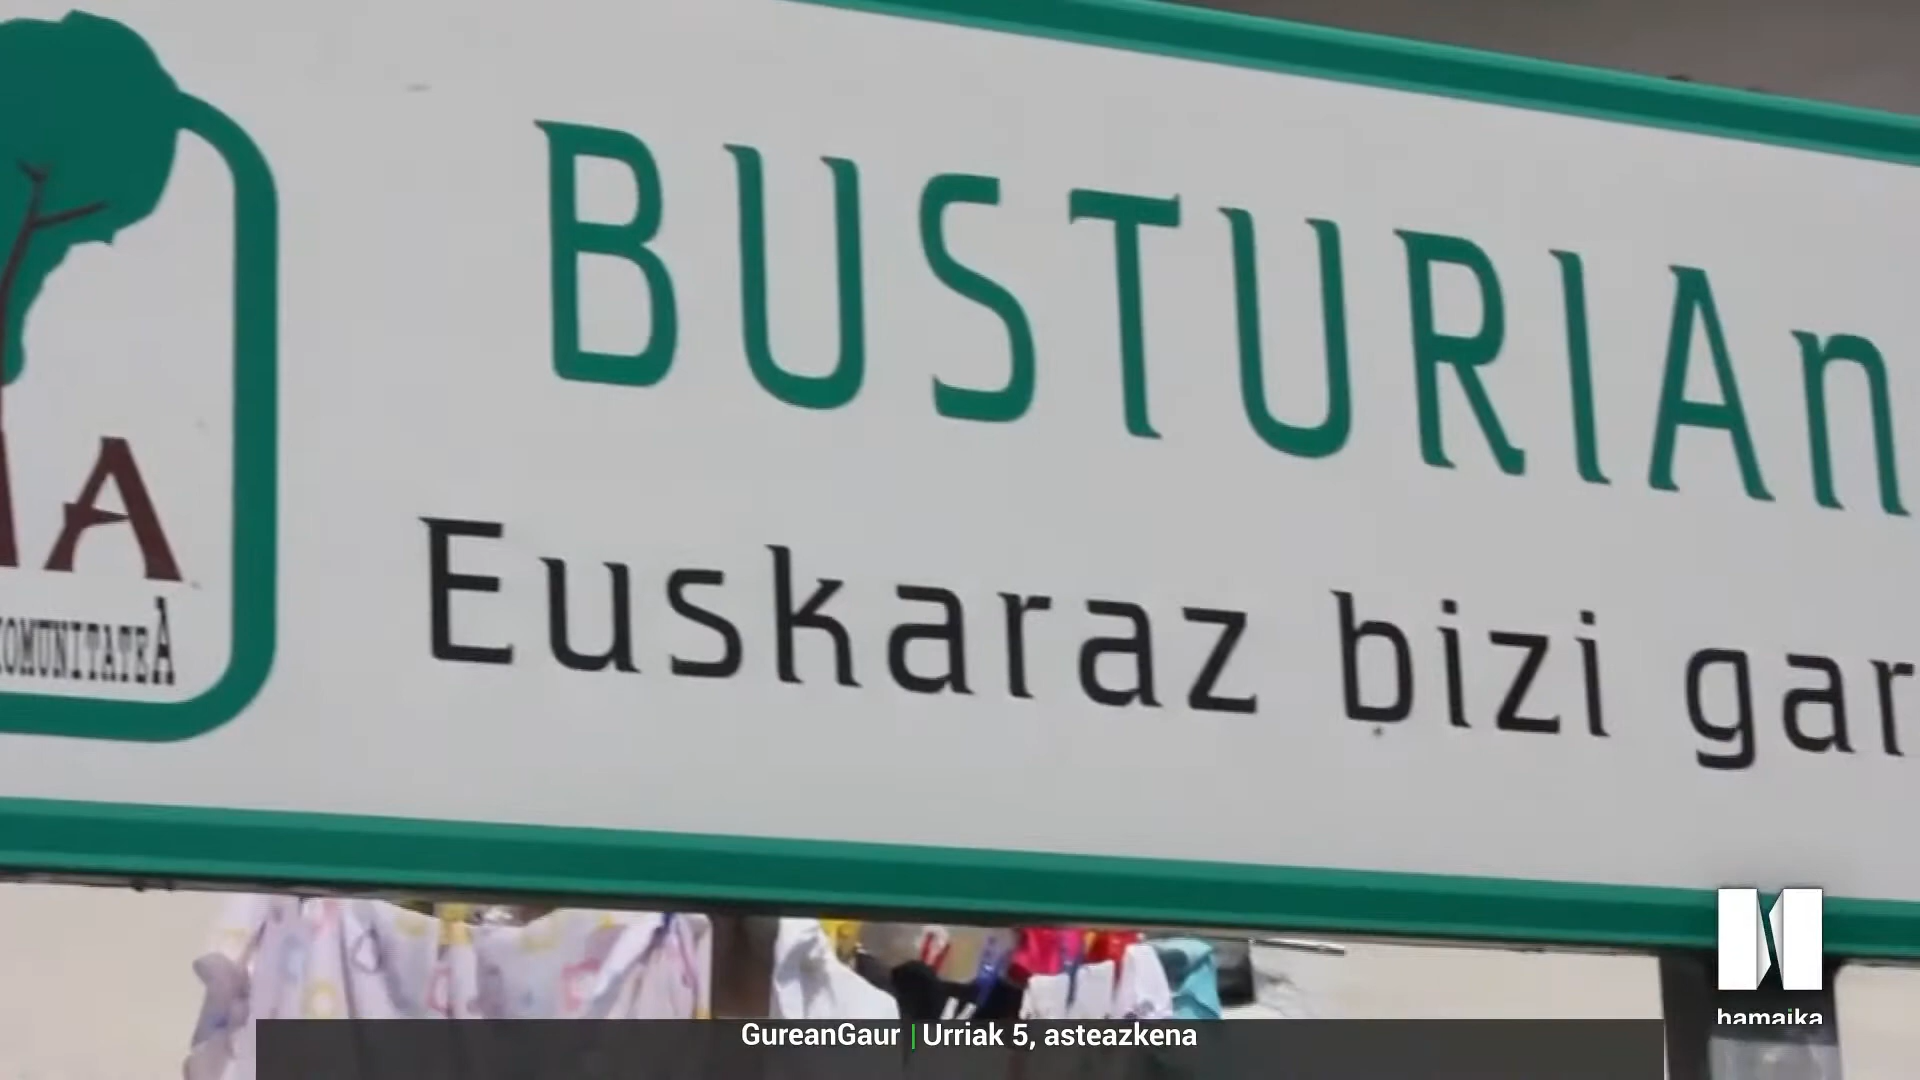 BUSTURIAn
Euskaraz bizi gar
A
KOMUNITATEA
hamaika
GureanGaur | Urriak 5, asteazkena